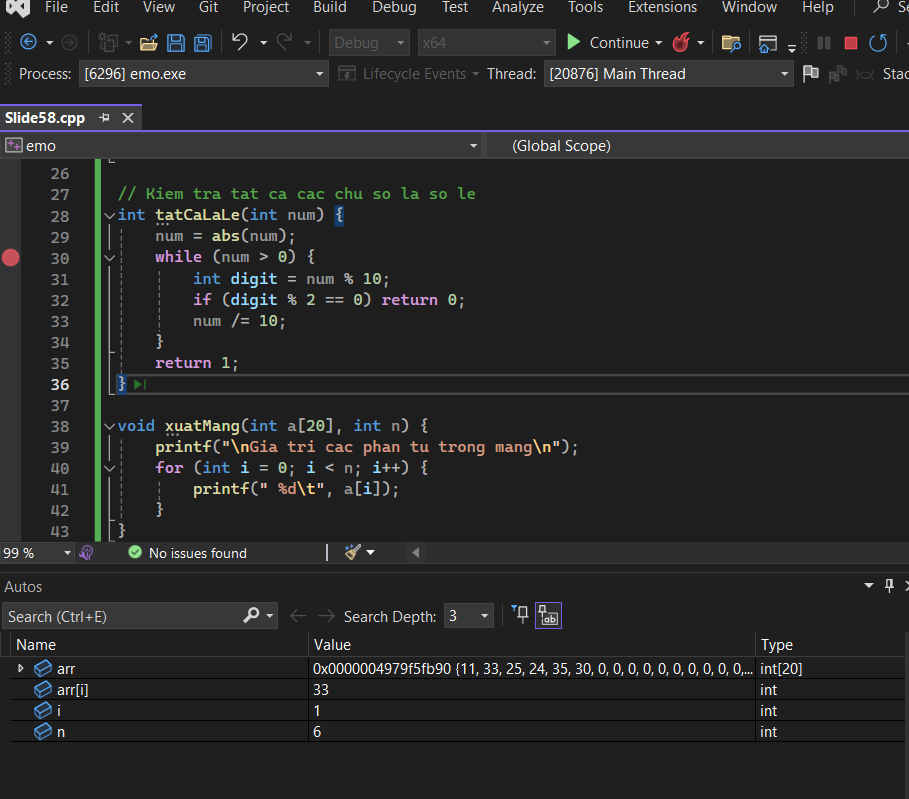 File Edit View Git Project Build Debug Test Analyze Tools Extensions Window Help
Debug x64 Continue
Process: [6296] emo.exe Lifecycle Events Thread: [20876] Main Thread Stac
Slide58.cpp
emo (Global Scope)
26
27 // Kiem tra tat ca cac chu so la so le
28 int tatCaLaLe(int num) {
29 num = abs(num);
30 while (num > 0) {
31 int digit = num % 10;
32 if (digit % 2 == 0) return 0;
33 num /= 10;
34 }
35 return 1;
36 }
37
38 void xuatMang(int a[20], int n) {
39 printf("\nGia tri cac phan tu trong mang\n");
40 for (int i = 0; i < n; i++) {
41 printf(" %d\t", a[i]);
42 }
43 }
99 % No issues found
Autos
Search (Ctrl+E) Search Depth: 3
Name Value Type
arr 0x0000004979f5fb90 {11, 33, 25, 24, 35, 30, 0, 0, 0, 0, 0, 0, 0, 0, 0, 0,... int[20]
arr[i] 33 int
i 1 int
n 6 int